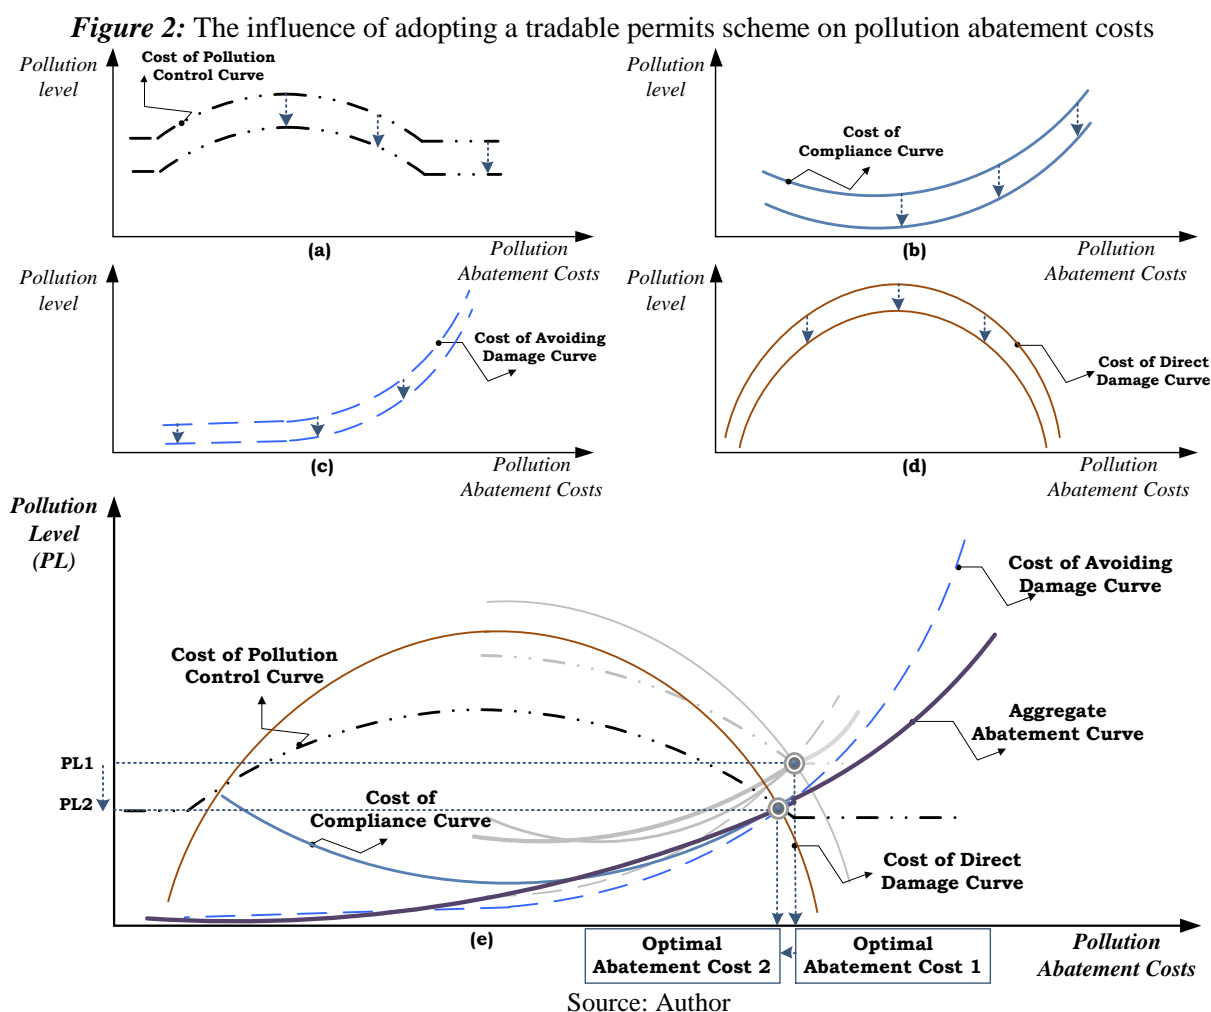 Figure 2: The influence of adopting a tradable permits scheme on pollution abatement costs
Pollution
level
Cost of Pollution
Control Curve
(a)
Pollution
Abatement Costs
Pollution
level
Cost of
Compliance Curve
(b)
Pollution
Abatement Costs
Pollution
level
Cost of Avoiding
Damage Curve
(c)
Pollution
Abatement Costs
Pollution
level
Cost of Direct
Damage Curve
(d)
Pollution
Abatement Costs
Pollution
Level
(PL)
Cost of Avoiding
Damage Curve
Cost of Pollution
Control Curve
Aggregate
Abatement Curve
PL1
PL2
Cost of
Compliance Curve
Cost of Direct
Damage Curve
(e)
Optimal
Abatement Cost 2
Optimal
Abatement Cost 1
Pollution
Abatement Costs
Source: Author